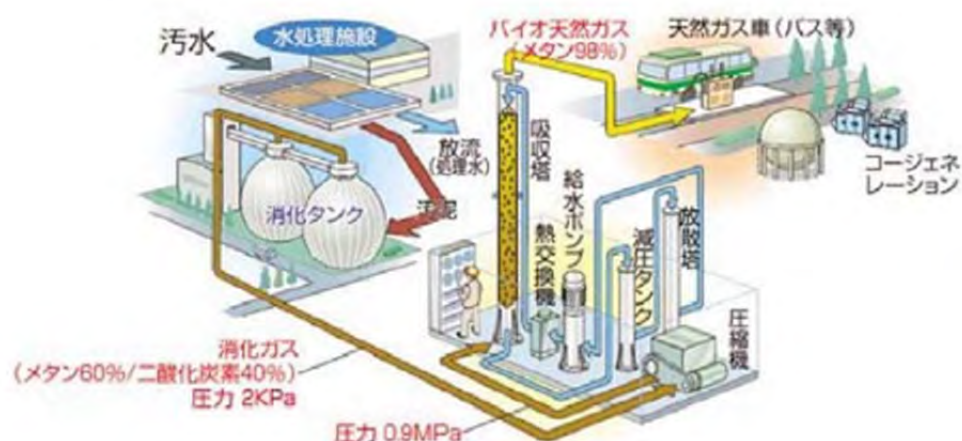 汚水
水処理施設
バイオ天然ガス
(メタン98%)
天然ガス車(バス等)
放流
(処理水)
汚泥
消化タンク
吸収塔
給水ポンプ
熱交換機
減圧タンク
放散塔
圧縮機
コージェネ
レーション
消化ガス
(メタン60%/二酸化炭素40%)
圧力 2KPa
圧力 0.9MPa